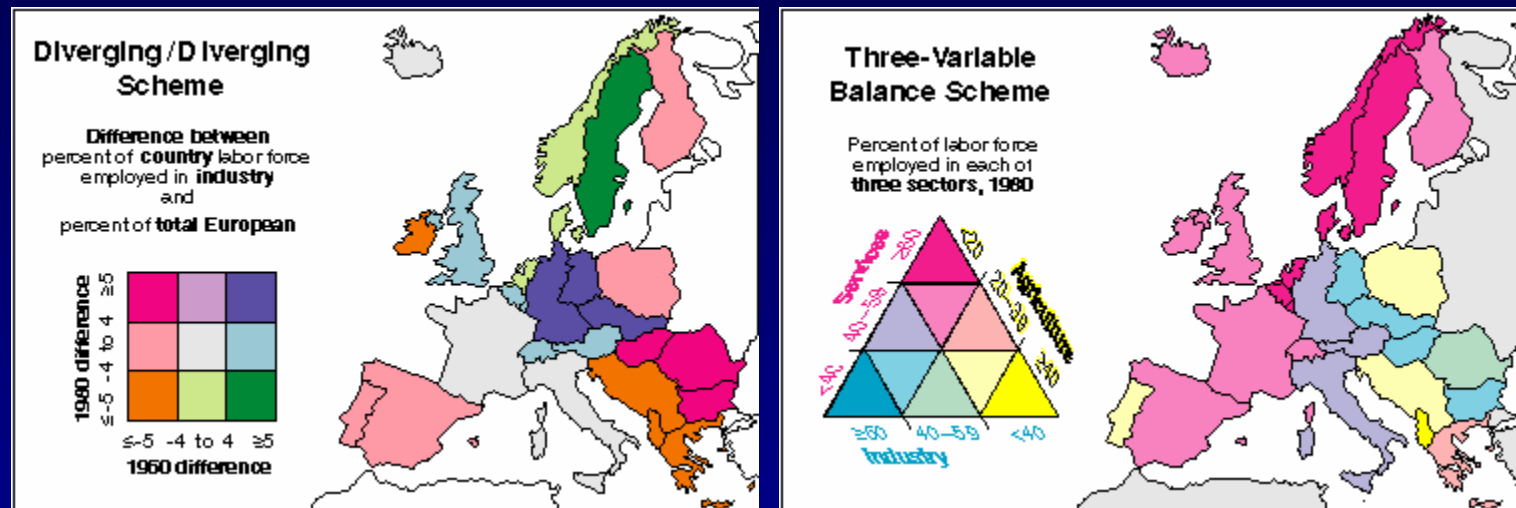 Diverging/Diverging
Scheme
Difference between
percent of country labor force
employed in industry
and
percent of total European
1980 difference
≥5
-4 to 4
≤-5
≤-5 -4 to 4 ≥5
1960 difference
Three-Variable
Balance Scheme
Percent of labor force
employed in each of
three sectors, 1980
Services
≥60
40–59
<40
<20
20–39
≥40
Agriculture
≥60 40–59 <40
Industry